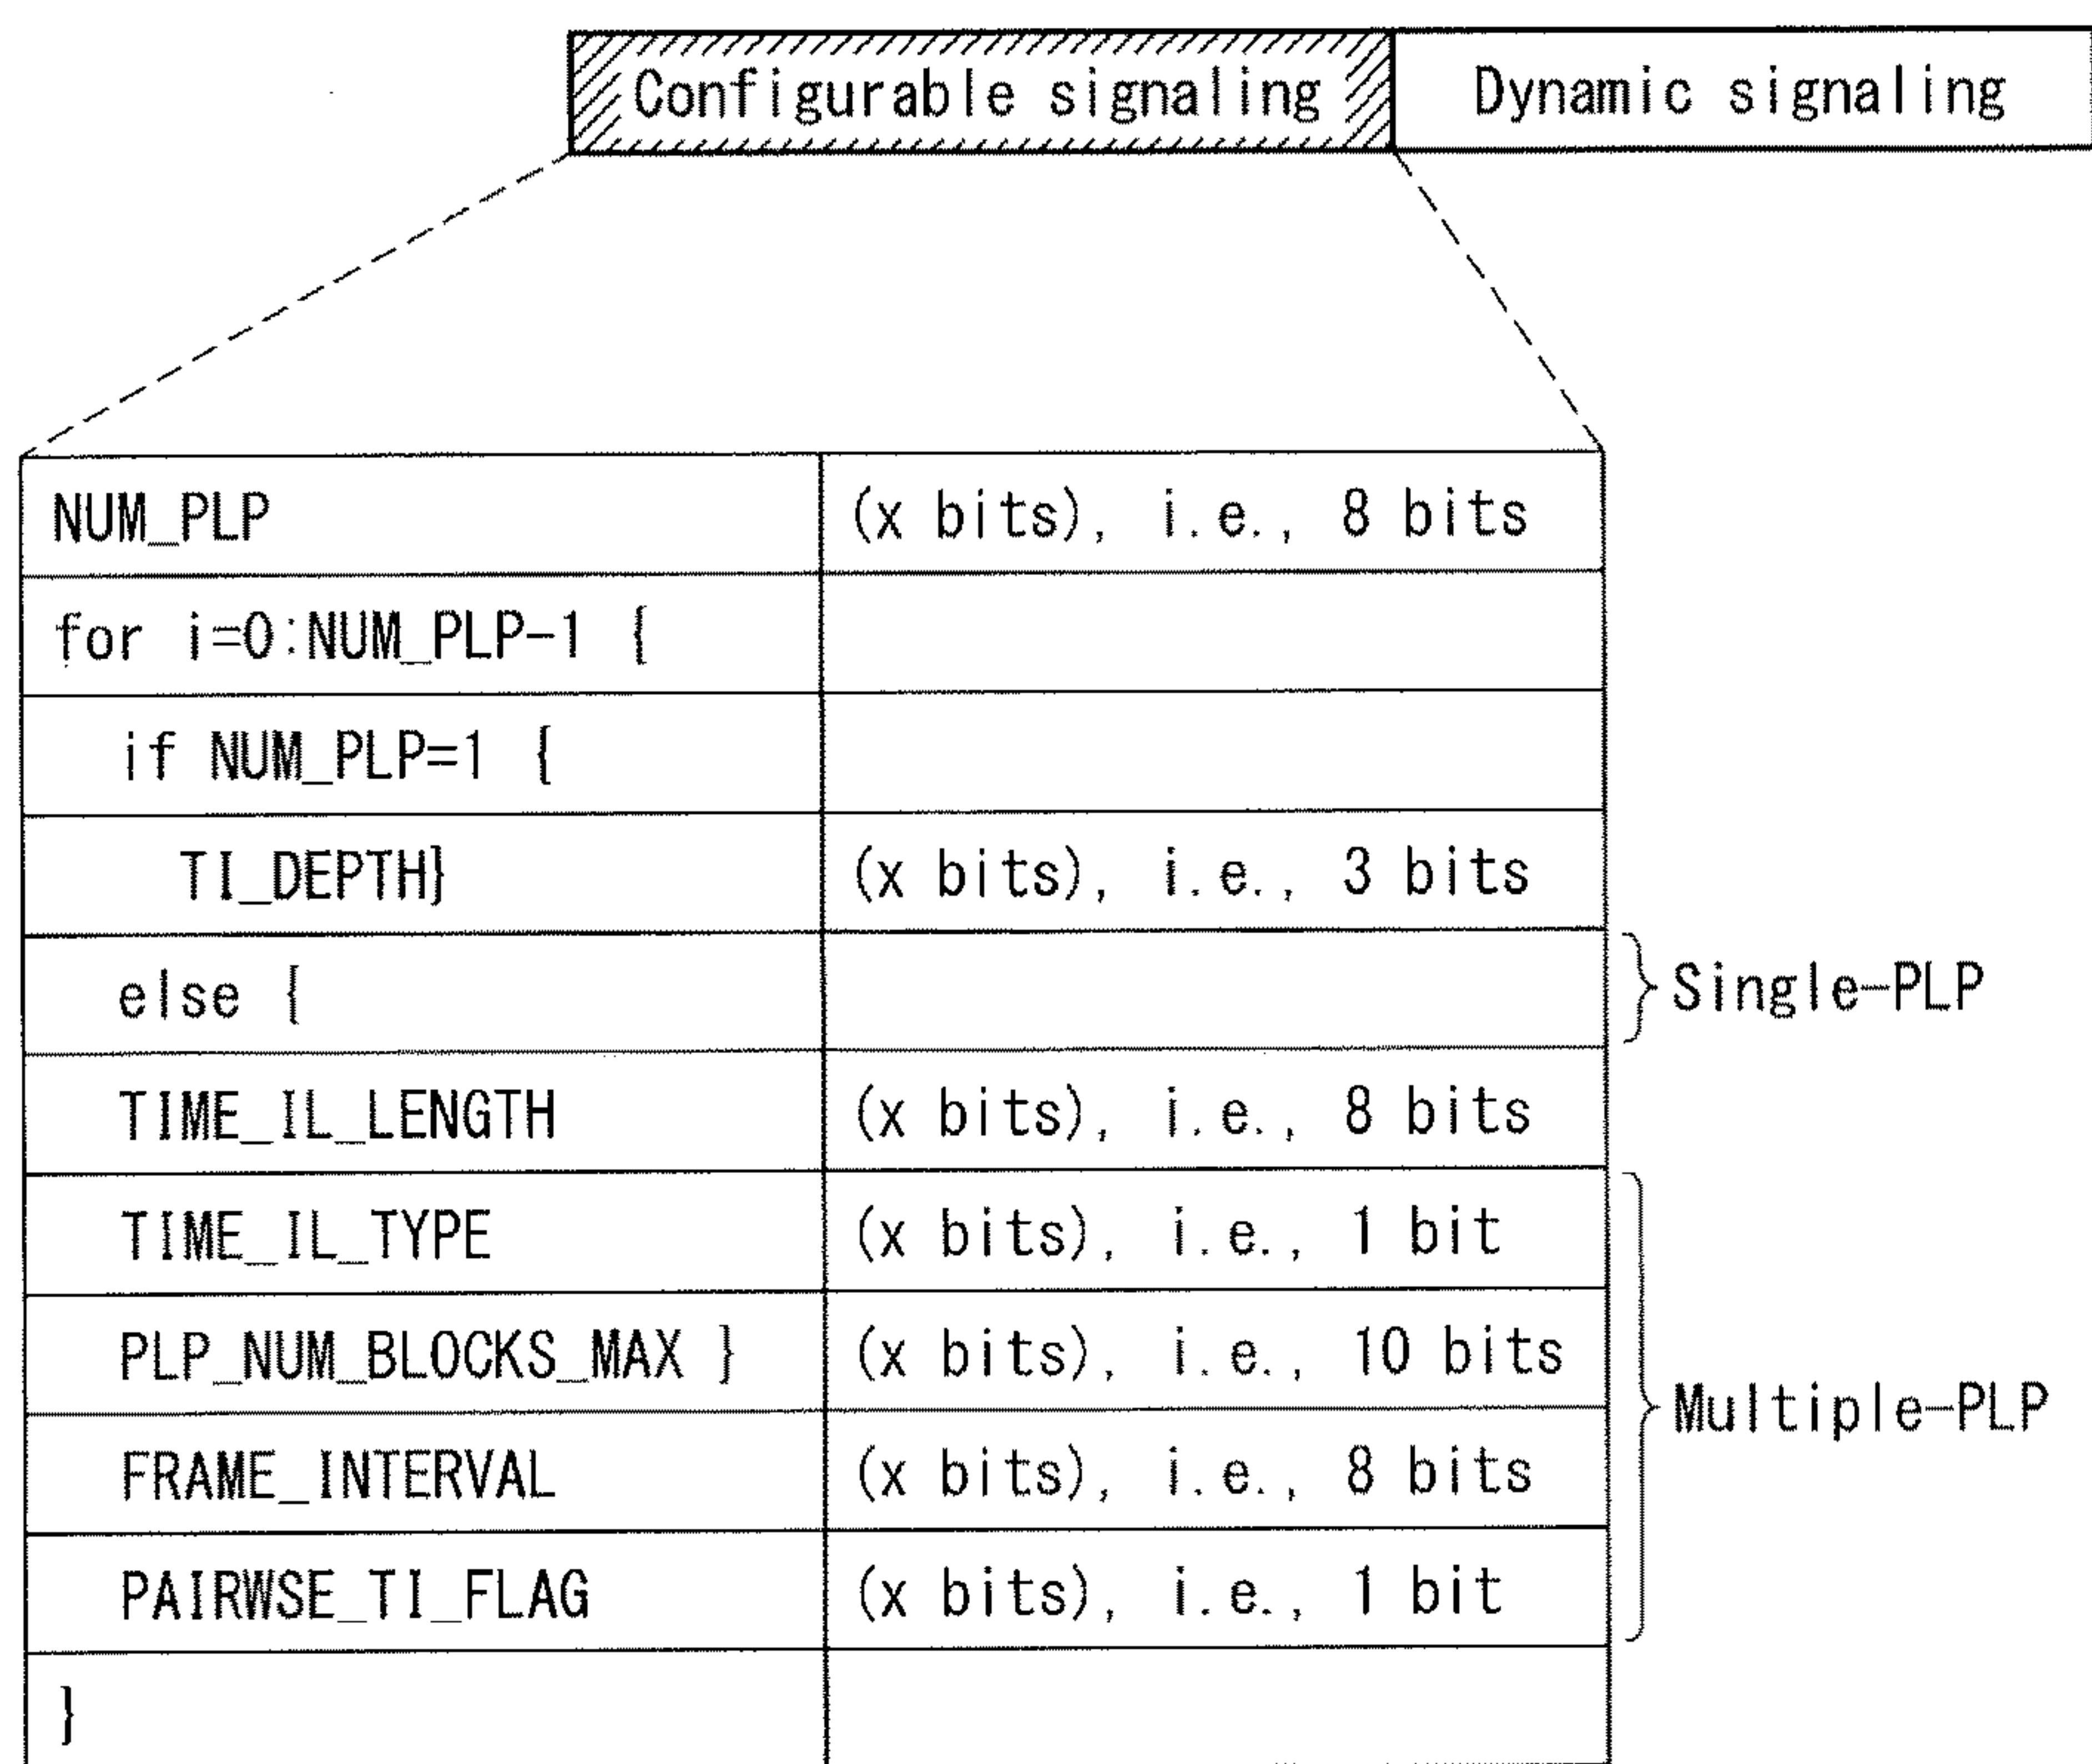 Configurable signaling Dynamic signaling
NUM_PLP (x bits), i.e., 8 bits
for i=0:NUM_PLP-1 {
if NUM_PLP=1 {
TI_DEPTH} (x bits), i.e., 3 bits
else {
Single-PLP
TIME_IL_LENGTH (x bits), i.e., 8 bits
TIME_IL_TYPE (x bits), i.e., 1 bit
PLP_NUM_BLOCKS_MAX } (x bits), i.e., 10 bits
Multiple-PLP
FRAME_INTERVAL (x bits), i.e., 8 bits
PAIRWSE_TI_FLAG (x bits), i.e., 1 bit
}